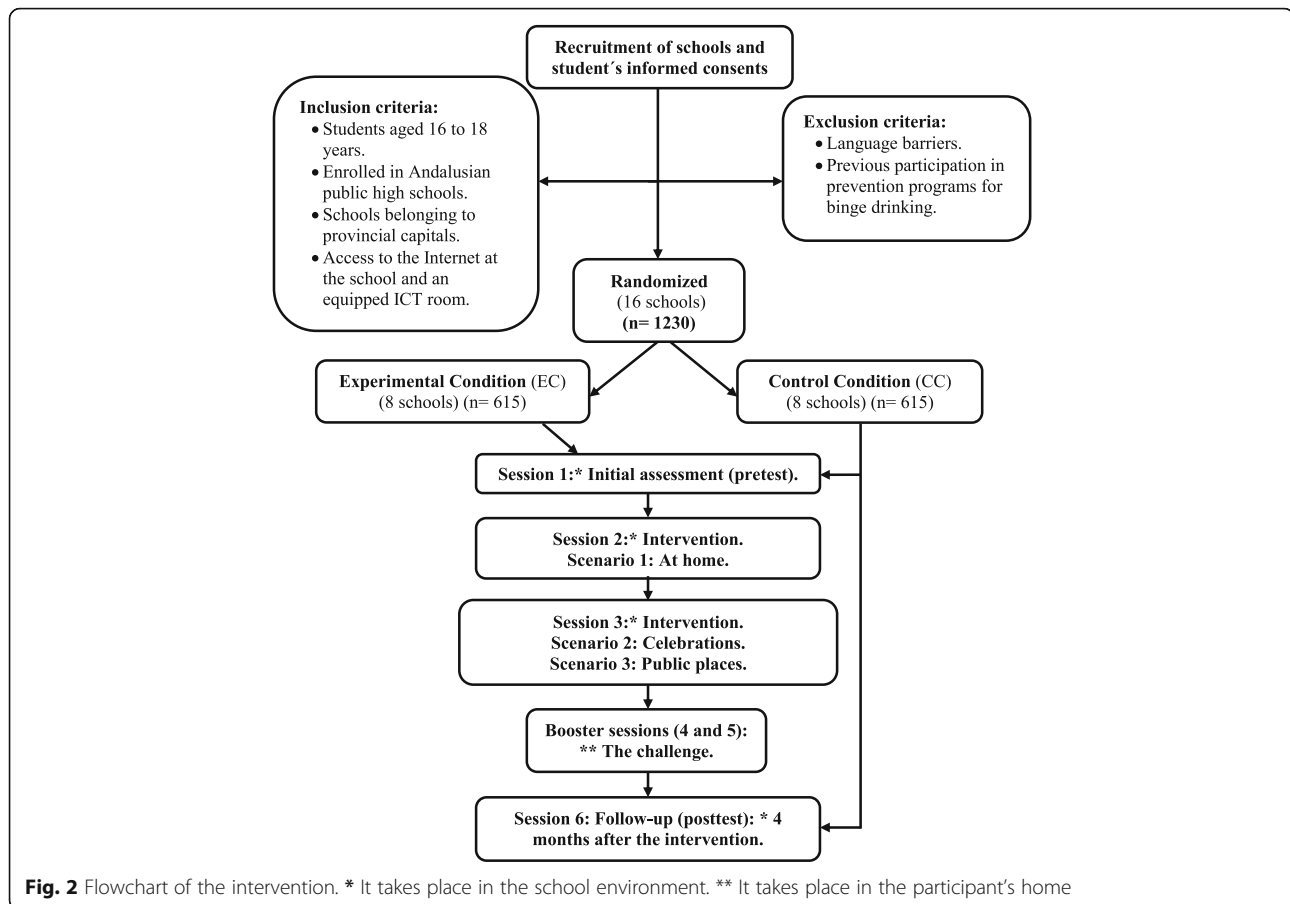 Recruitment of schools and
student´s informed consents
Inclusion criteria:
• Students aged 16 to 18
years.
• Enrolled in Andalusian
public high schools.
• Schools belonging to
provincial capitals.
• Access to the Internet at
the school and an
equipped ICT room.
Exclusion criteria:
• Language barriers.
• Previous participation in
prevention programs for
binge drinking.
Randomized
(16 schools)
(n= 1230)
Experimental Condition (EC)
(8 schools) (n= 615)
Control Condition (CC)
(8 schools) (n= 615)
Session 1:* Initial assessment (pretest).
Session 2:* Intervention.
Scenario 1: At home.
Session 3:* Intervention.
Scenario 2: Celebrations.
Scenario 3: Public places.
Booster sessions (4 and 5):
** The challenge.
Session 6: Follow-up (posttest): * 4
months after the intervention.
Fig. 2 Flowchart of the intervention. * It takes place in the school environment. ** It takes place in the participant's home